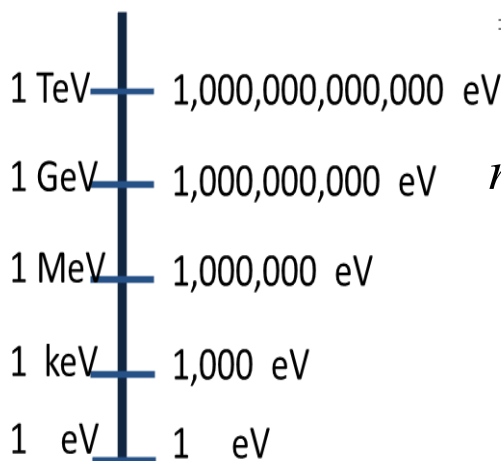 1 TeV 1,000,000,000,000 eV
1 GeV 1,000,000,000 eV
1 MeV 1,000,000 eV
1 keV 1,000 eV
1 eV 1 eV